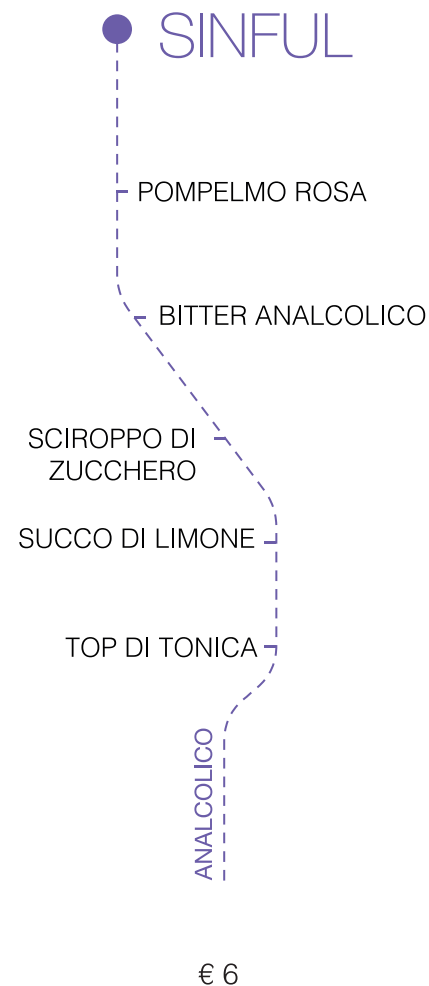 SINFUL
POMPELMO ROSA
BITTER ANALCOLICO
SCIROPPO DI
ZUCCHERO
SUCCO DI LIMONE
TOP DI TONICA
ANALCOLICO
€ 6